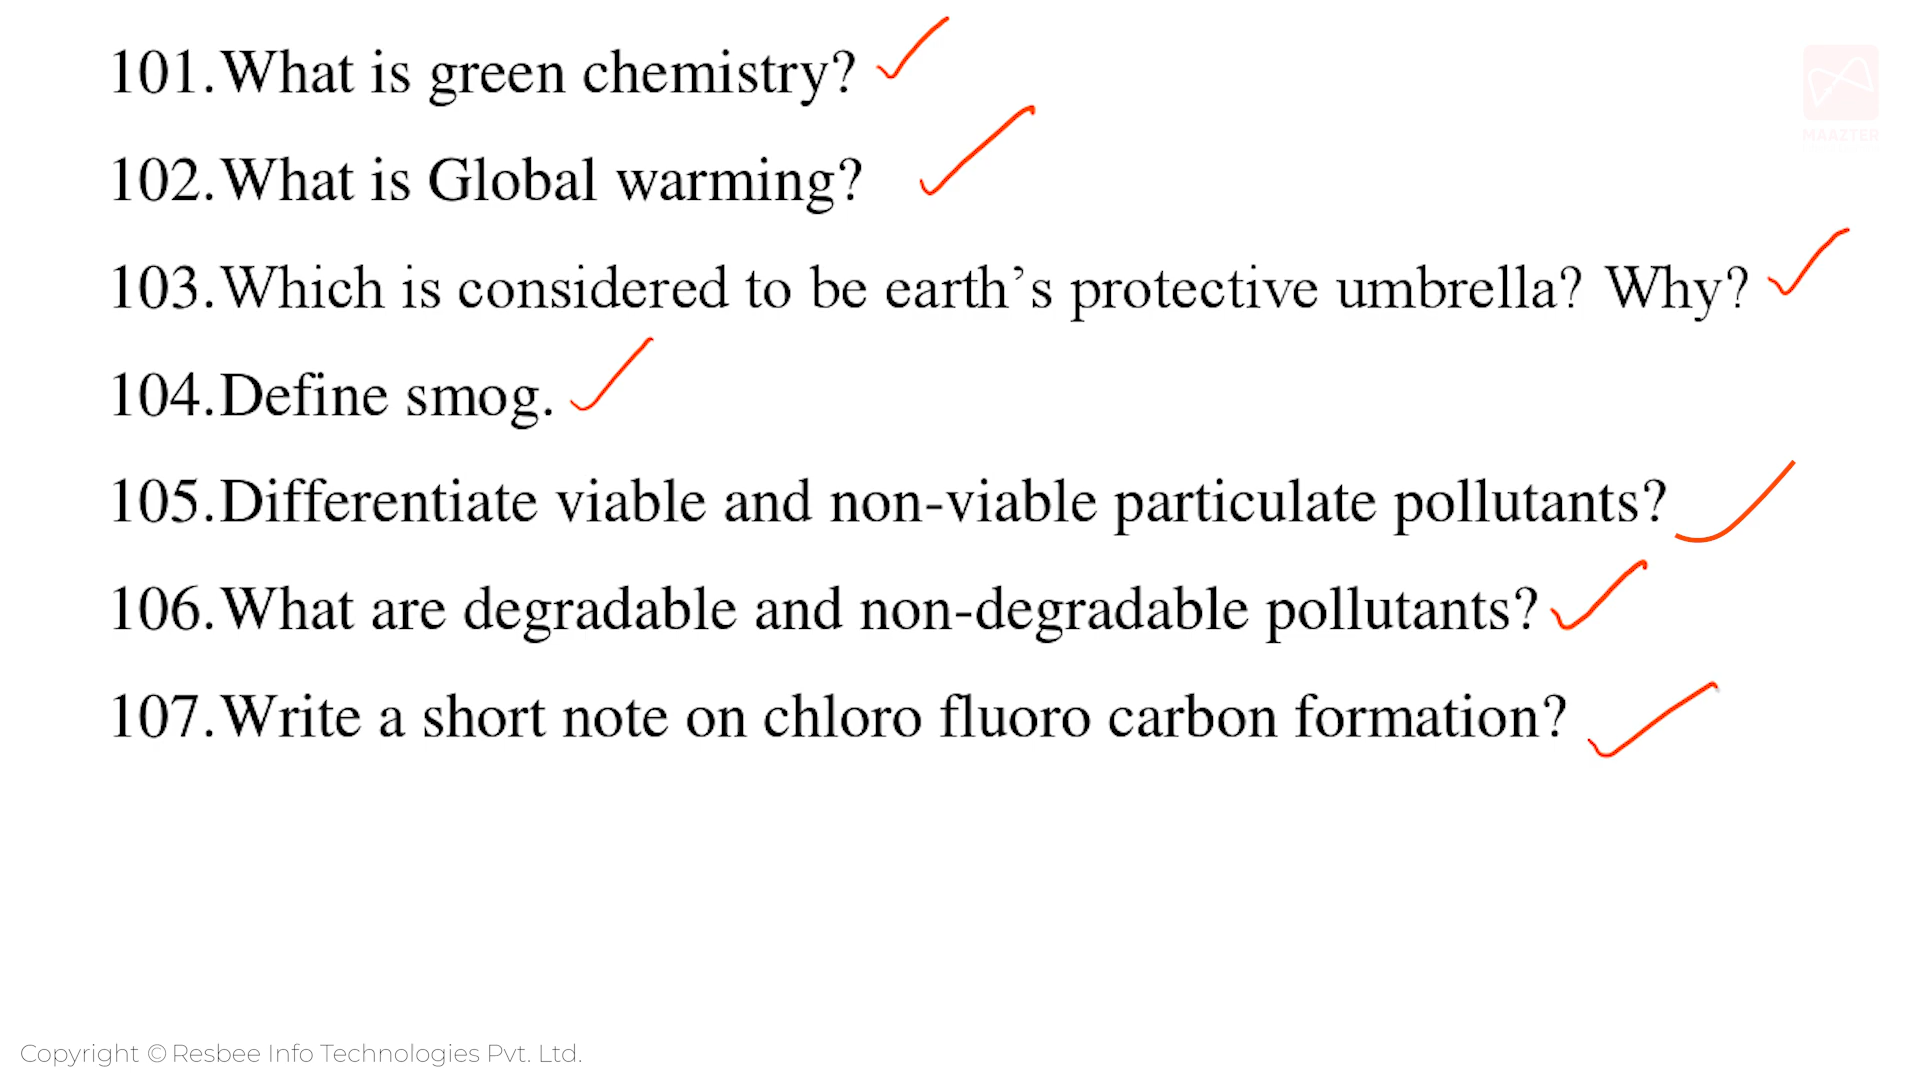 101.What is green chemistry?
MAAZTER
102.What is Global warming?
103.Which is considered to be earth's protective umbrella? Why?
104.Define smog.
105.Differentiate viable and non-viable particulate pollutants?
106.What are degradable and non-degradable pollutants?
107.Write a short note on chloro fluoro carbon formation?
Copyright © Resbee Info Technologies Pvt. Ltd.